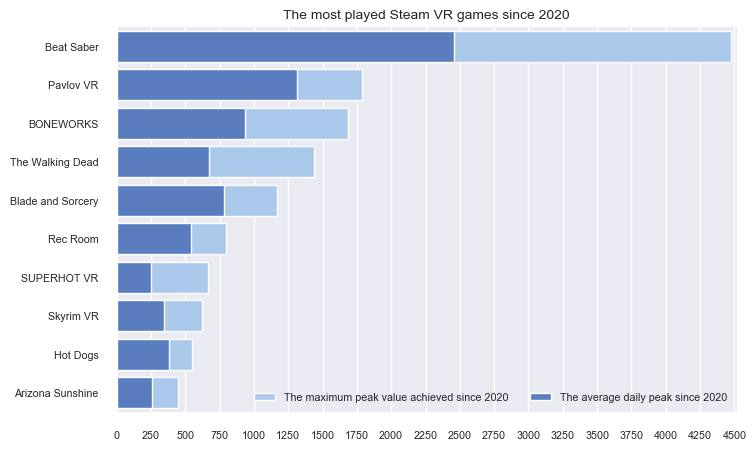 The most played Steam VR games since 2020
Beat Saber
Pavlov VR
BONEWORKS
The Walking Dead
Blade and Sorcery
Rec Room
SUPERHOT VR
Skyrim VR
Hot Dogs
Arizona Sunshine
The maximum peak value achieved since 2020 The average daily peak since 2020
0 250 500 750 1000 1250 1500 1750 2000 2250 2500 2750 3000 3250 3500 3750 4000 4250 4500